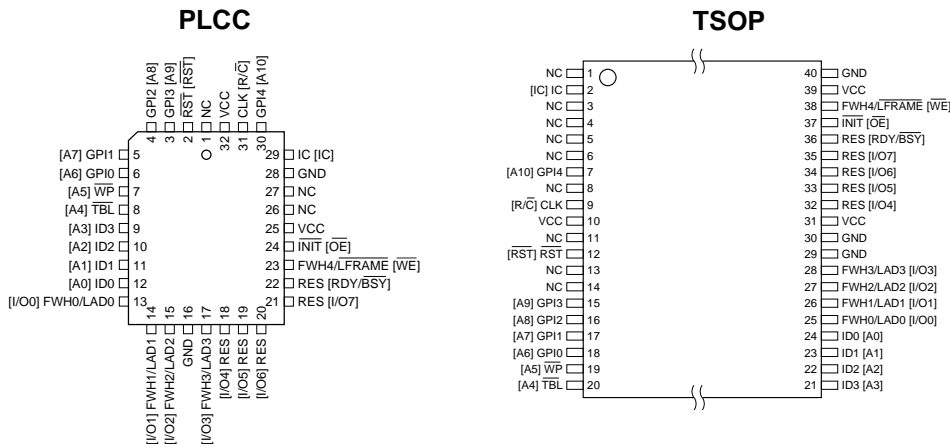 PLCC
GPI2 [A8]
GPI3 [A9]
RST [RST]
NC
VCC
CLK [R/C]
GPI4 [A10]
4
3
2
1
32
31
30
[A7] GPI1 5
[A6] GPI0 6
[A5] WP 7
[A4] TBL 8
[A3] ID3 9
[A2] ID2 10
[A1] ID1 11
[A0] ID0 12
[I/O0] FWH0/LAD0 13
29 IC [IC]
28 GND
27 NC
26 NC
25 VCC
24 INIT [OE]
23 FWH4/LFRAME [WE]
22 RES [RDY/BSY]
21 RES [I/O7]
14
15
16
17
18
19
20
[I/O1] FWH1/LAD1
[I/O2] FWH2/LAD2
GND
[I/O3] FWH3/LAD3
[I/O4] RES
[I/O5] RES
[I/O6] RES
TSOP
NC 1
[IC] IC 2
NC 3
NC 4
NC 5
NC 6
[A10] GPI4 7
NC 8
[R/C] CLK 9
VCC 10
NC 11
[RST] RST 12
NC 13
NC 14
[A9] GPI3 15
[A8] GPI2 16
[A7] GPI1 17
[A6] GPI0 18
[A5] WP 19
[A4] TBL 20
40 GND
39 VCC
38 FWH4/LFRAME [WE]
37 INIT [OE]
36 RES [RDY/BSY]
35 RES [I/O7]
34 RES [I/O6]
33 RES [I/O5]
32 RES [I/O4]
31 VCC
30 GND
29 GND
28 FWH3/LAD3 [I/O3]
27 FWH2/LAD2 [I/O2]
26 FWH1/LAD1 [I/O1]
25 FWH0/LAD0 [I/O0]
24 ID0 [A0]
23 ID1 [A1]
22 ID2 [A2]
21 ID3 [A3]